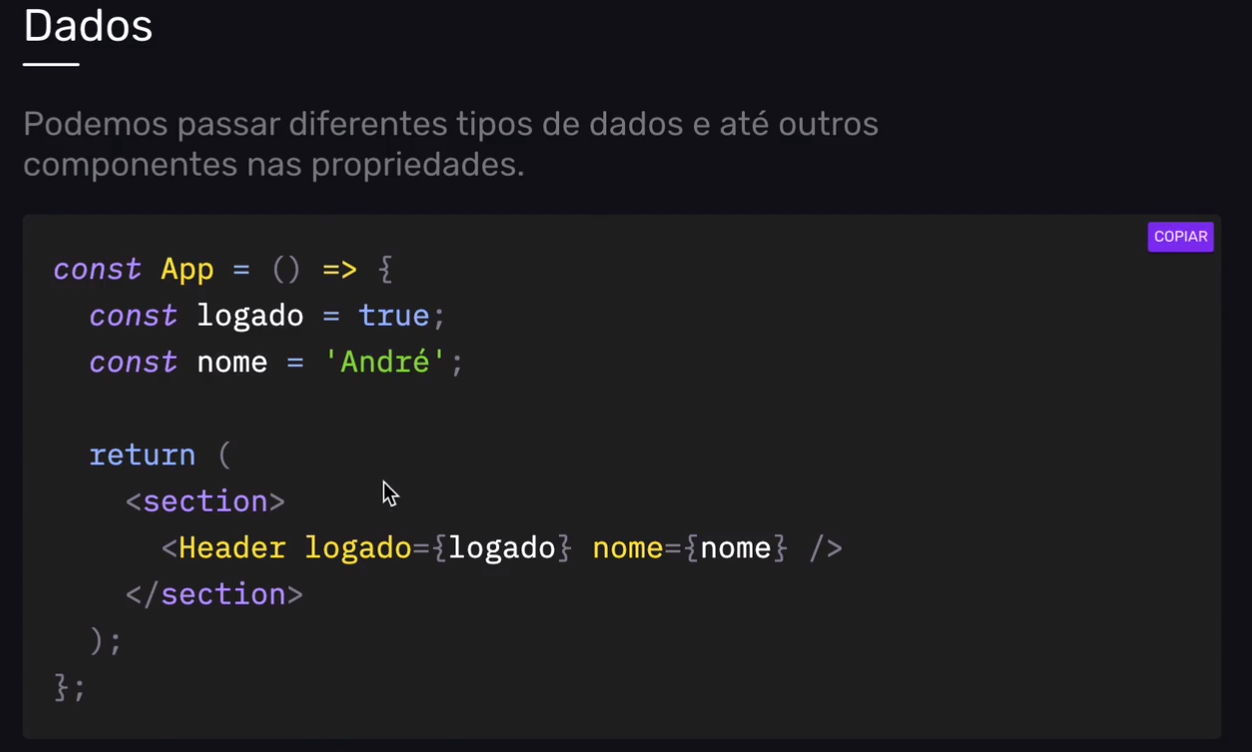 Dados
Podemos passar diferentes tipos de dados e até outros
componentes nas propriedades.
COPIAR
const App = () => {
  const logado = true;
  const nome = 'André';

  return (
    <section>
      <Header logado={logado} nome={nome} />
    </section>
  );
};